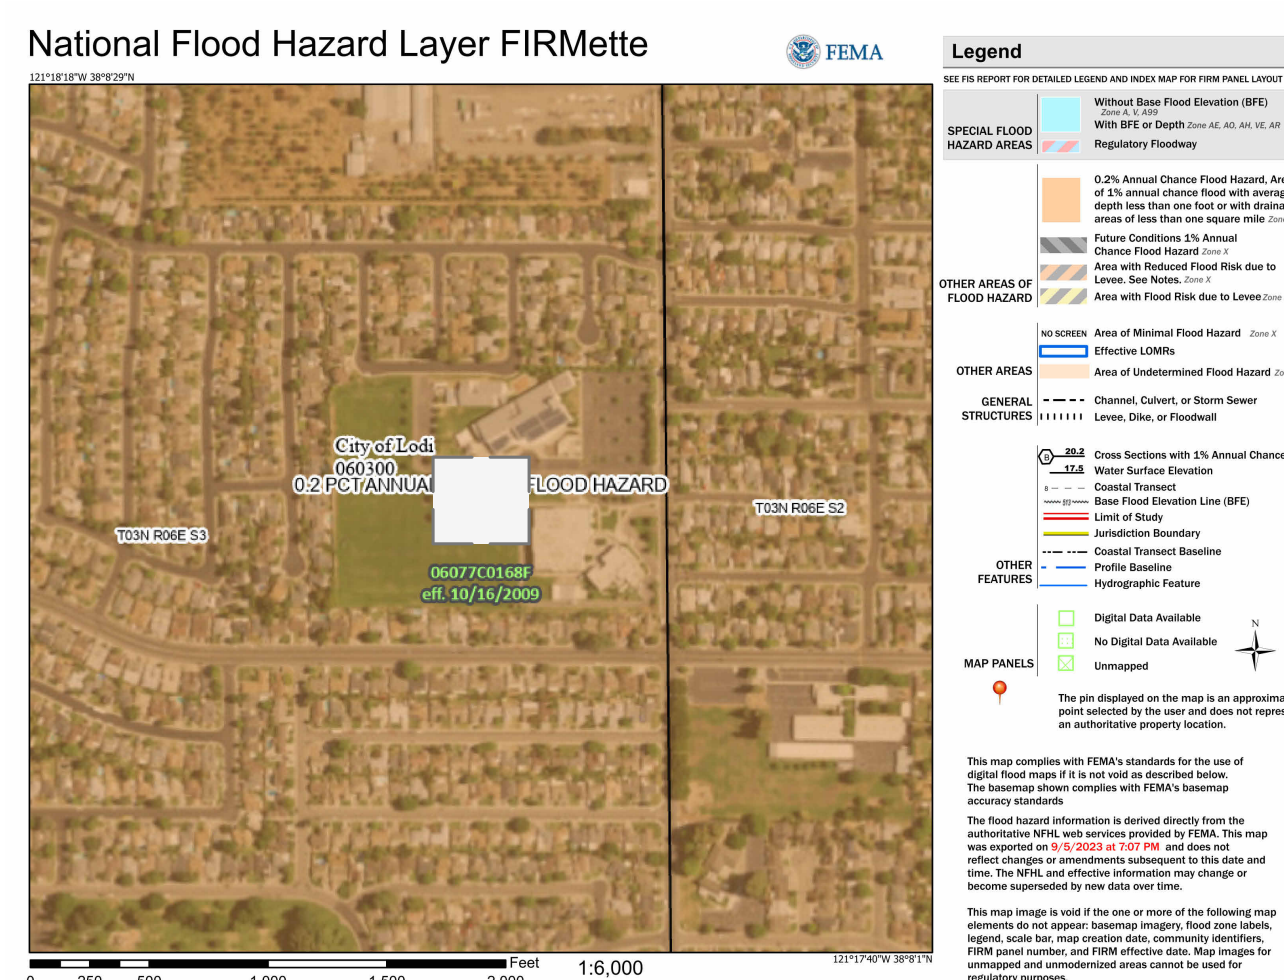 National Flood Hazard Layer FIRMette
FEMA
121°18'18"W 38°8'29"N
City of Lodi
060300
0.2 PCT ANNUAL FLOOD HAZARD
T03N R06E S3
T03N R06E S2
06077C0168F
eff. 10/16/2009
121°17'40"W 38°8'1"N
Feet
1:6,000
0 250 500 1,000 1,500 2,000
Legend
SEE FIS REPORT FOR DETAILED LEGEND AND INDEX MAP FOR FIRM PANEL LAYOUT
SPECIAL FLOOD
HAZARD AREAS
Without Base Flood Elevation (BFE)
Zone A, V, A99
With BFE or Depth Zone AE, AO, AH, VE, AR
Regulatory Floodway
0.2% Annual Chance Flood Hazard,
of 1% annual chance flood with
depth less than one foot or with
areas of less than one square mile
Future Conditions 1% Annual
Chance Flood Hazard Zone X
Area with Reduced Flood Risk due to
Levee. See Notes. Zone X
Area with Flood Risk due to Levee Zone
OTHER AREAS OF
FLOOD HAZARD
NO SCREEN Area of Minimal Flood Hazard Zone X
Effective LOMRs
Area of Undetermined Flood Hazard
OTHER AREAS
GENERAL
STRUCTURES
Channel, Culvert, or Storm Sewer
Levee, Dike, or Floodwall
B 20.2 Cross Sections with 1% Annual Chance
17.5 Water Surface Elevation
8 Coastal Transect
Base Flood Elevation Line (BFE)
Limit of Study
Jurisdiction Boundary
Coastal Transect Baseline
Profile Baseline
Hydrographic Feature
OTHER
FEATURES
Digital Data Available
No Digital Data Available
Unmapped
MAP PANELS
N
The pin displayed on the map is an
point selected by the user and does not
an authoritative property location.
This map complies with FEMA's standards for the use of
digital flood maps if it is not void as described below.
The basemap shown complies with FEMA's basemap
accuracy standards
The flood hazard information is derived directly from the
authoritative NFHL web services provided by FEMA. This map
was exported on 9/5/2023 at 7:07 PM and does not
reflect changes or amendments subsequent to this date and
time. The NFHL and effective information may change or
become superseded by new data over time.
This map image is void if the one or more of the following map
elements do not appear: basemap imagery, flood zone labels,
legend, scale bar, map creation date, community identifiers,
FIRM panel number, and FIRM effective date. Map images for
unmapped and unmodernized areas cannot be used for
regulatory purposes.